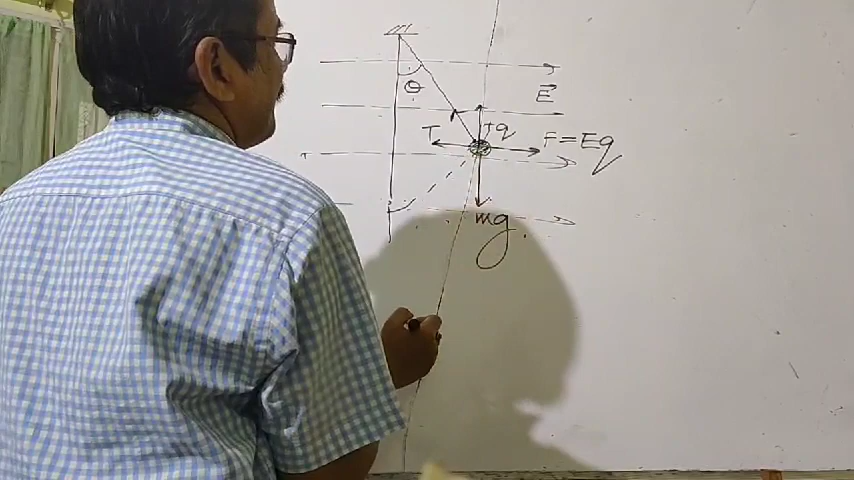 θ
E
T
+q
F = Eq
mg